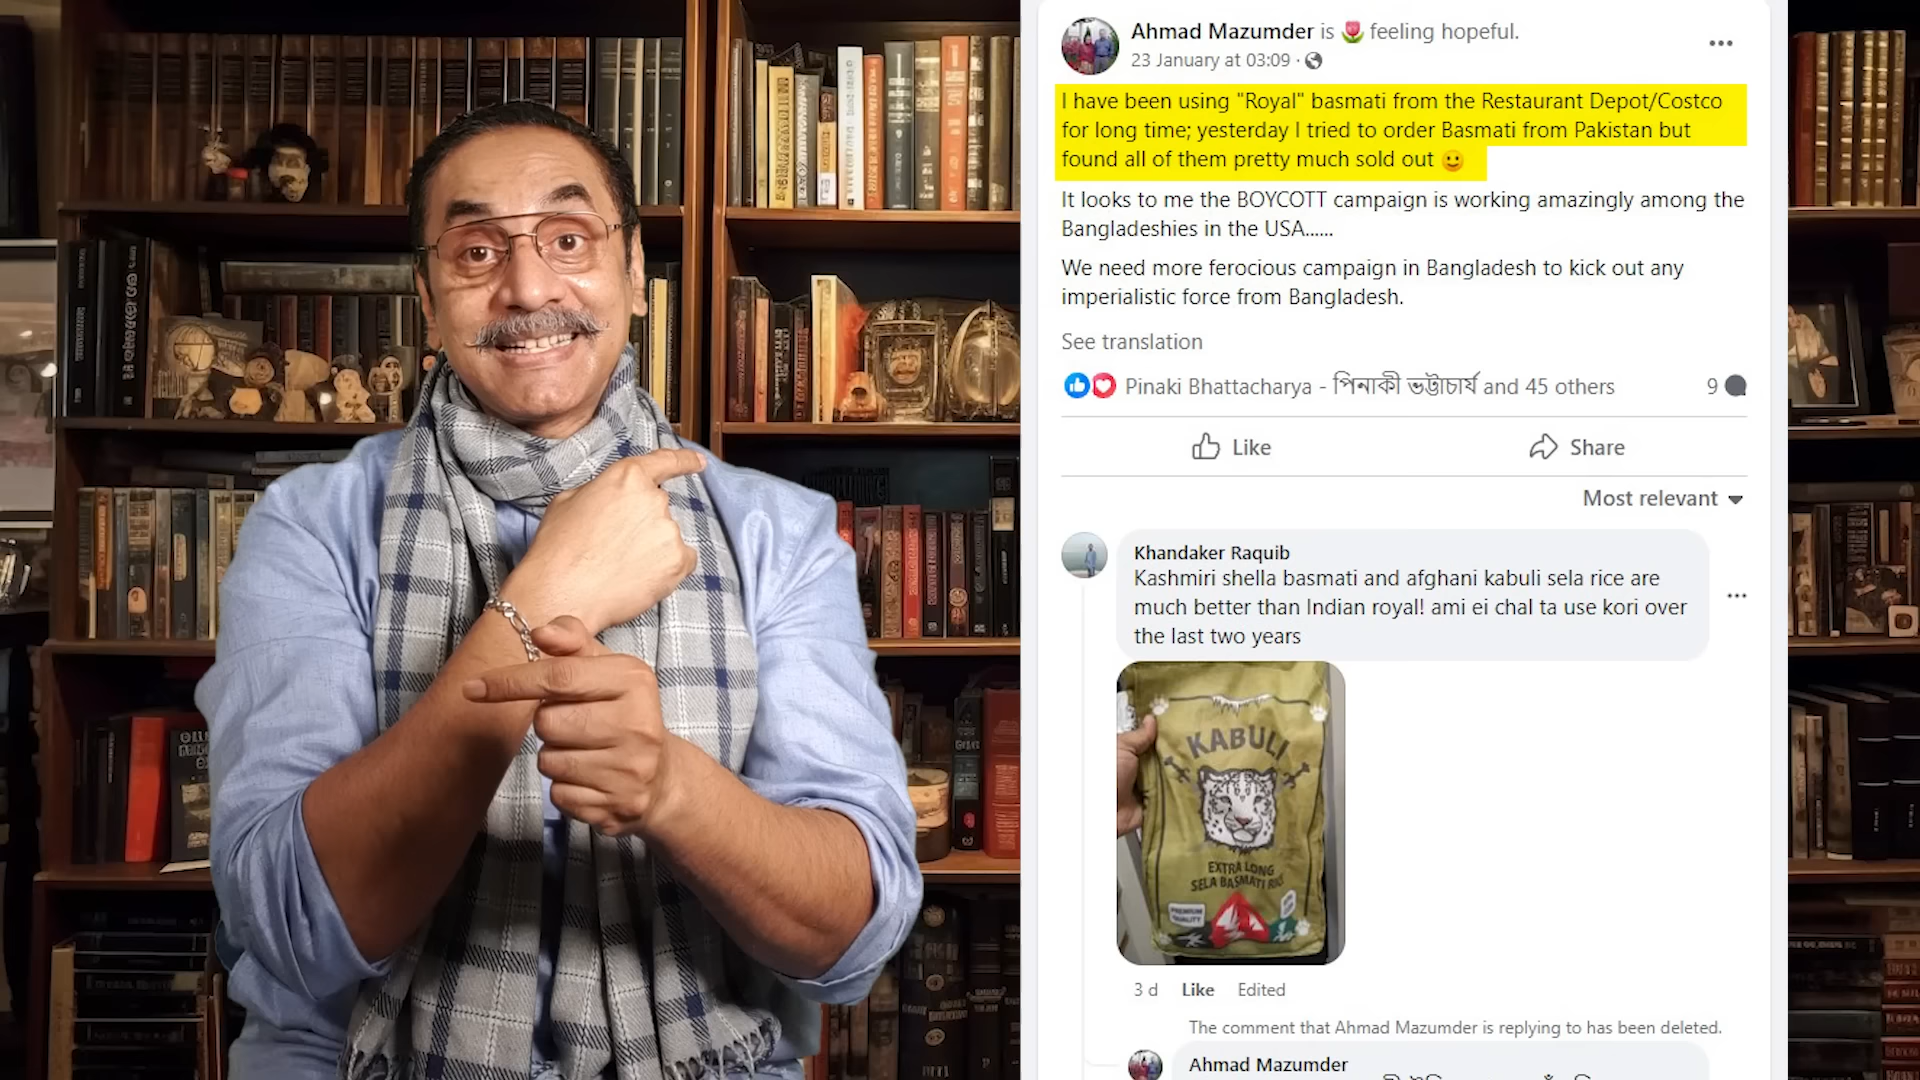 Ahmad Mazumder is feeling hopeful.
23 January at 03:09
I have been using "Royal" basmati from the Restaurant Depot/Costco
for long time; yesterday I tried to order Basmati from Pakistan but
found all of them pretty much sold out
It looks to me the BOYCOTT campaign is working amazingly among the
Bangladeshies in the USA......
We need more ferocious campaign in Bangladesh to kick out any
imperialistic force from Bangladesh.
See translation
Pinaki Bhattacharya - পিনাকী ভট্টাচার্য and 45 others
9
Like
Share
Most relevant
Khandaker Raquib
Kashmiri shella basmati and afghani kabuli sela rice are
much better than Indian royal! ami ei chal ta use kori over
the last two years
KABULI
EXTRA LONG
SELA BASMATI RICE
PREMIUM
QUALITY
3 d Like Edited
The comment that Ahmad Mazumder is replying to has been deleted.
Ahmad Mazumder